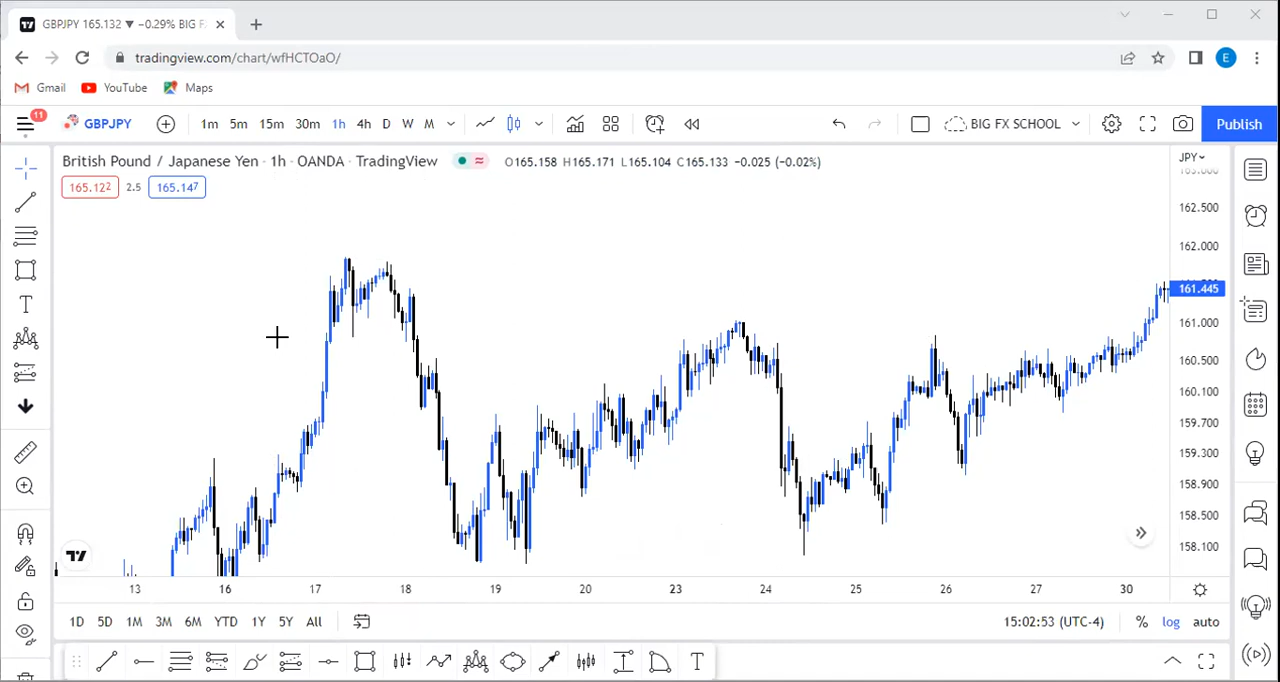 GBPJPY 165.132 ▼ −0.29% BIG F
tradingview.com/chart/wfHCTOaO/
E
Gmail YouTube Maps
11
GBPJPY 1m 5m 15m 30m 1h 4h D W M BIG FX SCHOOL Publish
British Pound / Japanese Yen · 1h · OANDA · TradingView O165.158 H165.171 L165.104 C165.133 −0.025 (−0.02%) JPY
165.122 2.5 165.147
163.000
162.500
162.000
161.445
161.000
160.500
160.100
159.700
159.300
158.900
158.500
158.100
13 16 17 18 19 20 23 24 25 26 27 30
1D 5D 1M 3M 6M YTD 1Y 5Y All 15:02:53 (UTC-4) % log auto
T